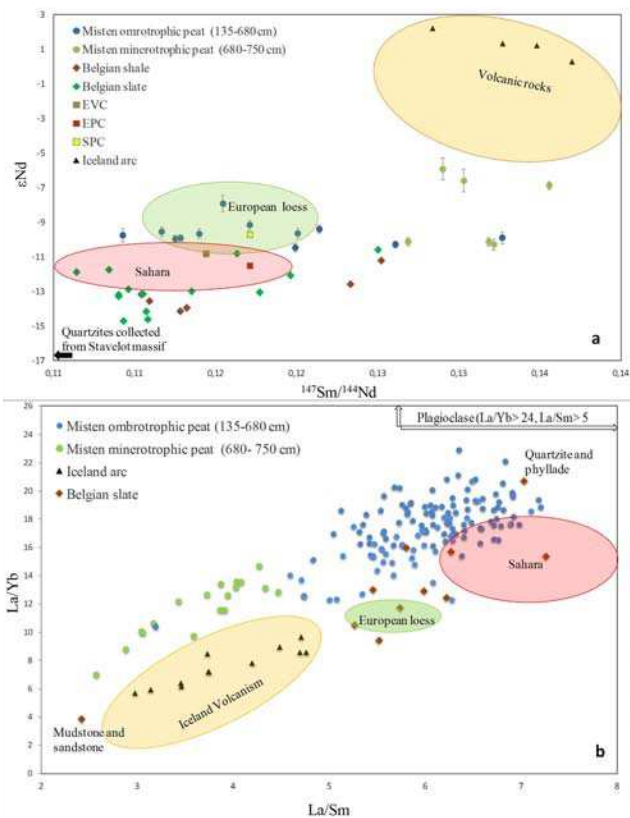 3
1
-1
-3
-5
-7
-9
-11
-13
-15
-17
εNd
Misten omrotrophic peat (135-680 cm)
Misten minerotrophic peat (680-750 cm)
Belgian shale
Belgian slate
EVC
EPC
SPC
Iceland arc
Volcanic rocks
European loess
Sahara
Quartzites collected
from Stavelot massif
a
0,11
0,11
0,12
0,12
0,13
0,13
0,14
0,14
147Sm/144Nd
26
24
22
20
18
16
14
12
10
8
6
4
2
0
La/Yb
Misten ombrotrophic peat (135-680 cm)
Misten minerotrophic peat (680- 750 cm)
Iceland arc
Belgian slate
Plagioclase (La/Yb> 24, La/Sm> 5
Quartzite and
phyllade
Sahara
European loess
Iceland Volcanism
Mudstone and
sandstone
b
2
3
4
5
6
7
8
La/Sm